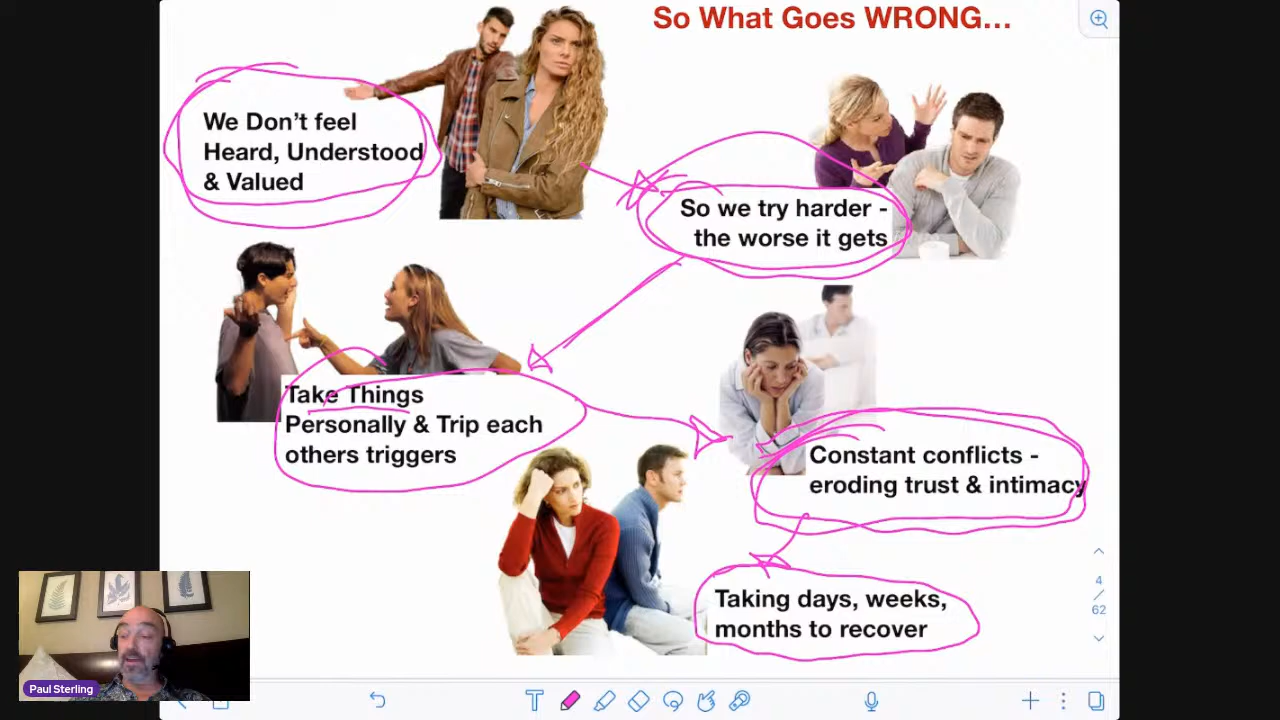 So What Goes WRONG...
We Don't feel
Heard, Understood
& Valued
So we try harder -
the worse it gets
Take Things
Personally & Trip each
others triggers
Constant conflicts -
eroding trust & intimacy
Taking days, weeks,
months to recover
4
/
62
Paul Sterling
T